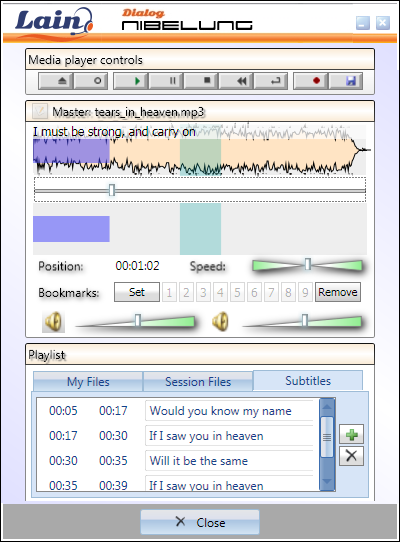 Lain
Dialog
NIBELUNG
Media player controls
Master: tears_in_heaven.mp3
I must be strong, and carry on
Position: 00:01:02 Speed:
Bookmarks: Set 1 2 3 4 5 6 7 8 9 Remove
Playlist
My Files Session Files Subtitles
00:05 00:17 Would you know my name
00:17 00:30 If I saw you in heaven
00:30 00:35 Will it be the same
00:35 00:39 If I saw you in heaven
Close